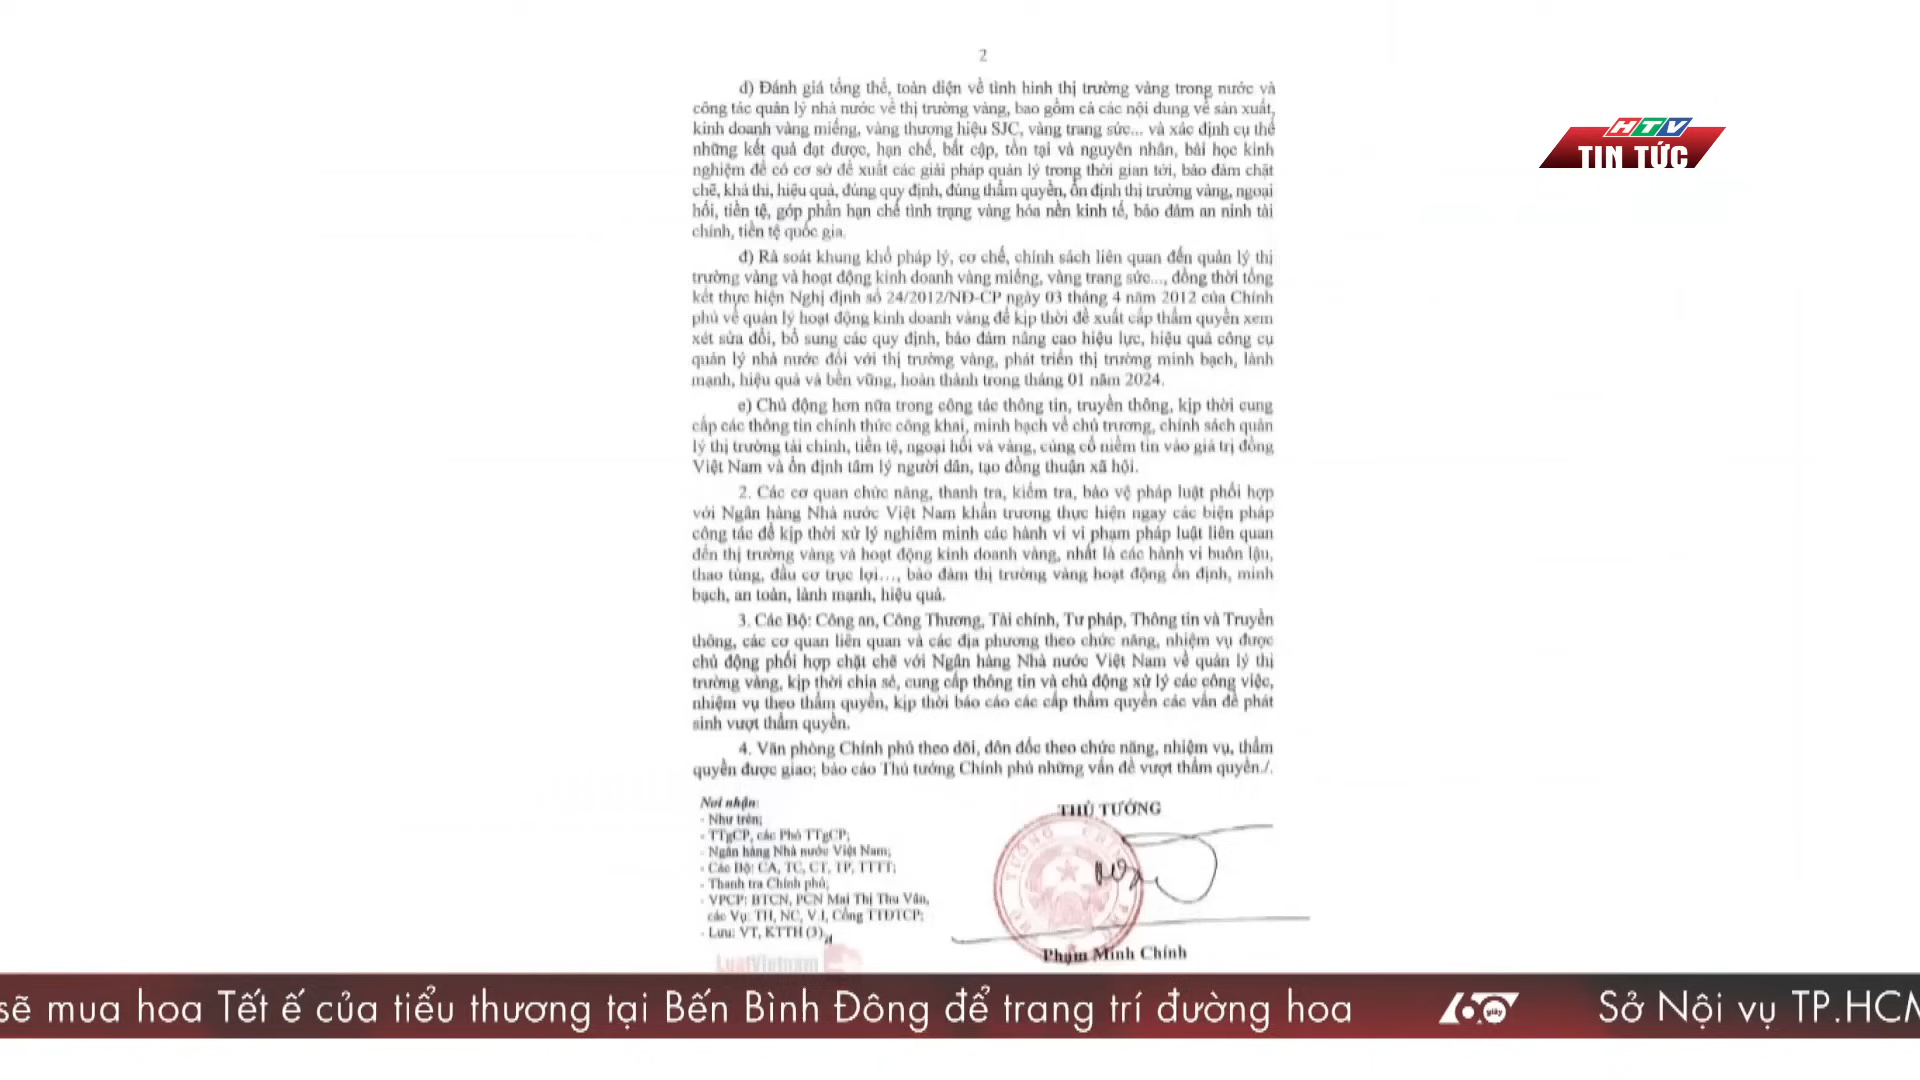 2
d) Đánh giá tổng thể, toàn diện về tình hình thị trường vàng trong nước và
công tác quản lý nhà nước về thị trường vàng, bao gồm cả các nội dung về sản xuất,
kinh doanh vàng miếng, vàng thương hiệu SJC, vàng trang sức... và xác định cụ thể
những kết quả đạt được, hạn chế, bất cập, tồn tại và nguyên nhân, bài học kinh
nghiệm để có cơ sở đề xuất các giải pháp quản lý trong thời gian tới, bảo đảm chặt
chẽ, khả thi, hiệu quả, đúng quy định, đúng thẩm quyền, ổn định thị trường vàng, ngoại
hối, tiền tệ, góp phần hạn chế tình trạng vàng hóa nền kinh tế, bảo đảm an ninh tài
chính, tiền tệ quốc gia.
đ) Rà soát khung khổ pháp lý, cơ chế, chính sách liên quan đến quản lý thị
trường vàng và hoạt động kinh doanh vàng miếng, vàng trang sức..., đồng thời tổng
kết thực hiện Nghị định số 24/2012/NĐ-CP ngày 03 tháng 4 năm 2012 của Chính
phủ về quản lý hoạt động kinh doanh vàng để kịp thời đề xuất cấp thẩm quyền xem
xét sửa đổi, bổ sung các quy định, bảo đảm nâng cao hiệu lực, hiệu quả công cụ
quản lý nhà nước đối với thị trường vàng, phát triển thị trường minh bạch, lành
mạnh, hiệu quả và bền vững, hoàn thành trong tháng 01 năm 2024.
e) Chủ động hơn nữa trong công tác thông tin, truyền thông, kịp thời cung
cấp các thông tin chính thức công khai, minh bạch về chủ trương, chính sách quản
lý thị trường tài chính, tiền tệ, ngoại hối và vàng, củng cố niềm tin vào giá trị đồng
Việt Nam và ổn định tâm lý người dân, tạo đồng thuận xã hội.
2. Các cơ quan chức năng, thanh tra, kiểm tra, bảo vệ pháp luật phối hợp
với Ngân hàng Nhà nước Việt Nam khẩn trương thực hiện ngay các biện pháp
công tác để kịp thời xử lý nghiêm minh các hành vi vi phạm pháp luật liên quan
đến thị trường vàng và hoạt động kinh doanh vàng, nhất là các hành vi buôn lậu,
thao túng, đầu cơ trục lợi..., bảo đảm thị trường vàng hoạt động ổn định, minh
bạch, an toàn, lành mạnh, hiệu quả.
3. Các Bộ: Công an, Công Thương, Tài chính, Tư pháp, Thông tin và Truyền
thông, các cơ quan liên quan và các địa phương theo chức năng, nhiệm vụ được
chủ động phối hợp chặt chẽ với Ngân hàng Nhà nước Việt Nam về quản lý thị
trường vàng, kịp thời chia sẻ, cung cấp thông tin và chủ động xử lý các công việc,
nhiệm vụ theo thẩm quyền, kịp thời báo cáo các cấp thẩm quyền các vấn đề phát
sinh vượt thẩm quyền.
4. Văn phòng Chính phủ theo dõi, đôn đốc theo chức năng, nhiệm vụ, thẩm
quyền được giao; báo cáo Thủ tướng Chính phủ những vấn đề vượt thẩm quyền./.
Nơi nhận:
- Như trên;
- TTgCP, các Phó TTgCP;
- Ngân hàng Nhà nước Việt Nam;
- Các Bộ: CA, TC, CT, TP, TTTT;
- Thanh tra Chính phủ;
- VPCP: BTCN, PCN Mai Thị Thu Vân,
các Vụ: TH, NC, V.I, Cổng TTĐTCP;
- Lưu: VT, KTTH (3).
THỦ TƯỚNG
Phạm Minh Chính
LuatVietnam
HTV
TIN TỨC
sẽ mua hoa Tết ế của tiểu thương tại Bến Bình Đông để trang trí đường hoa
60 giây
Sở Nội vụ TP.HCM